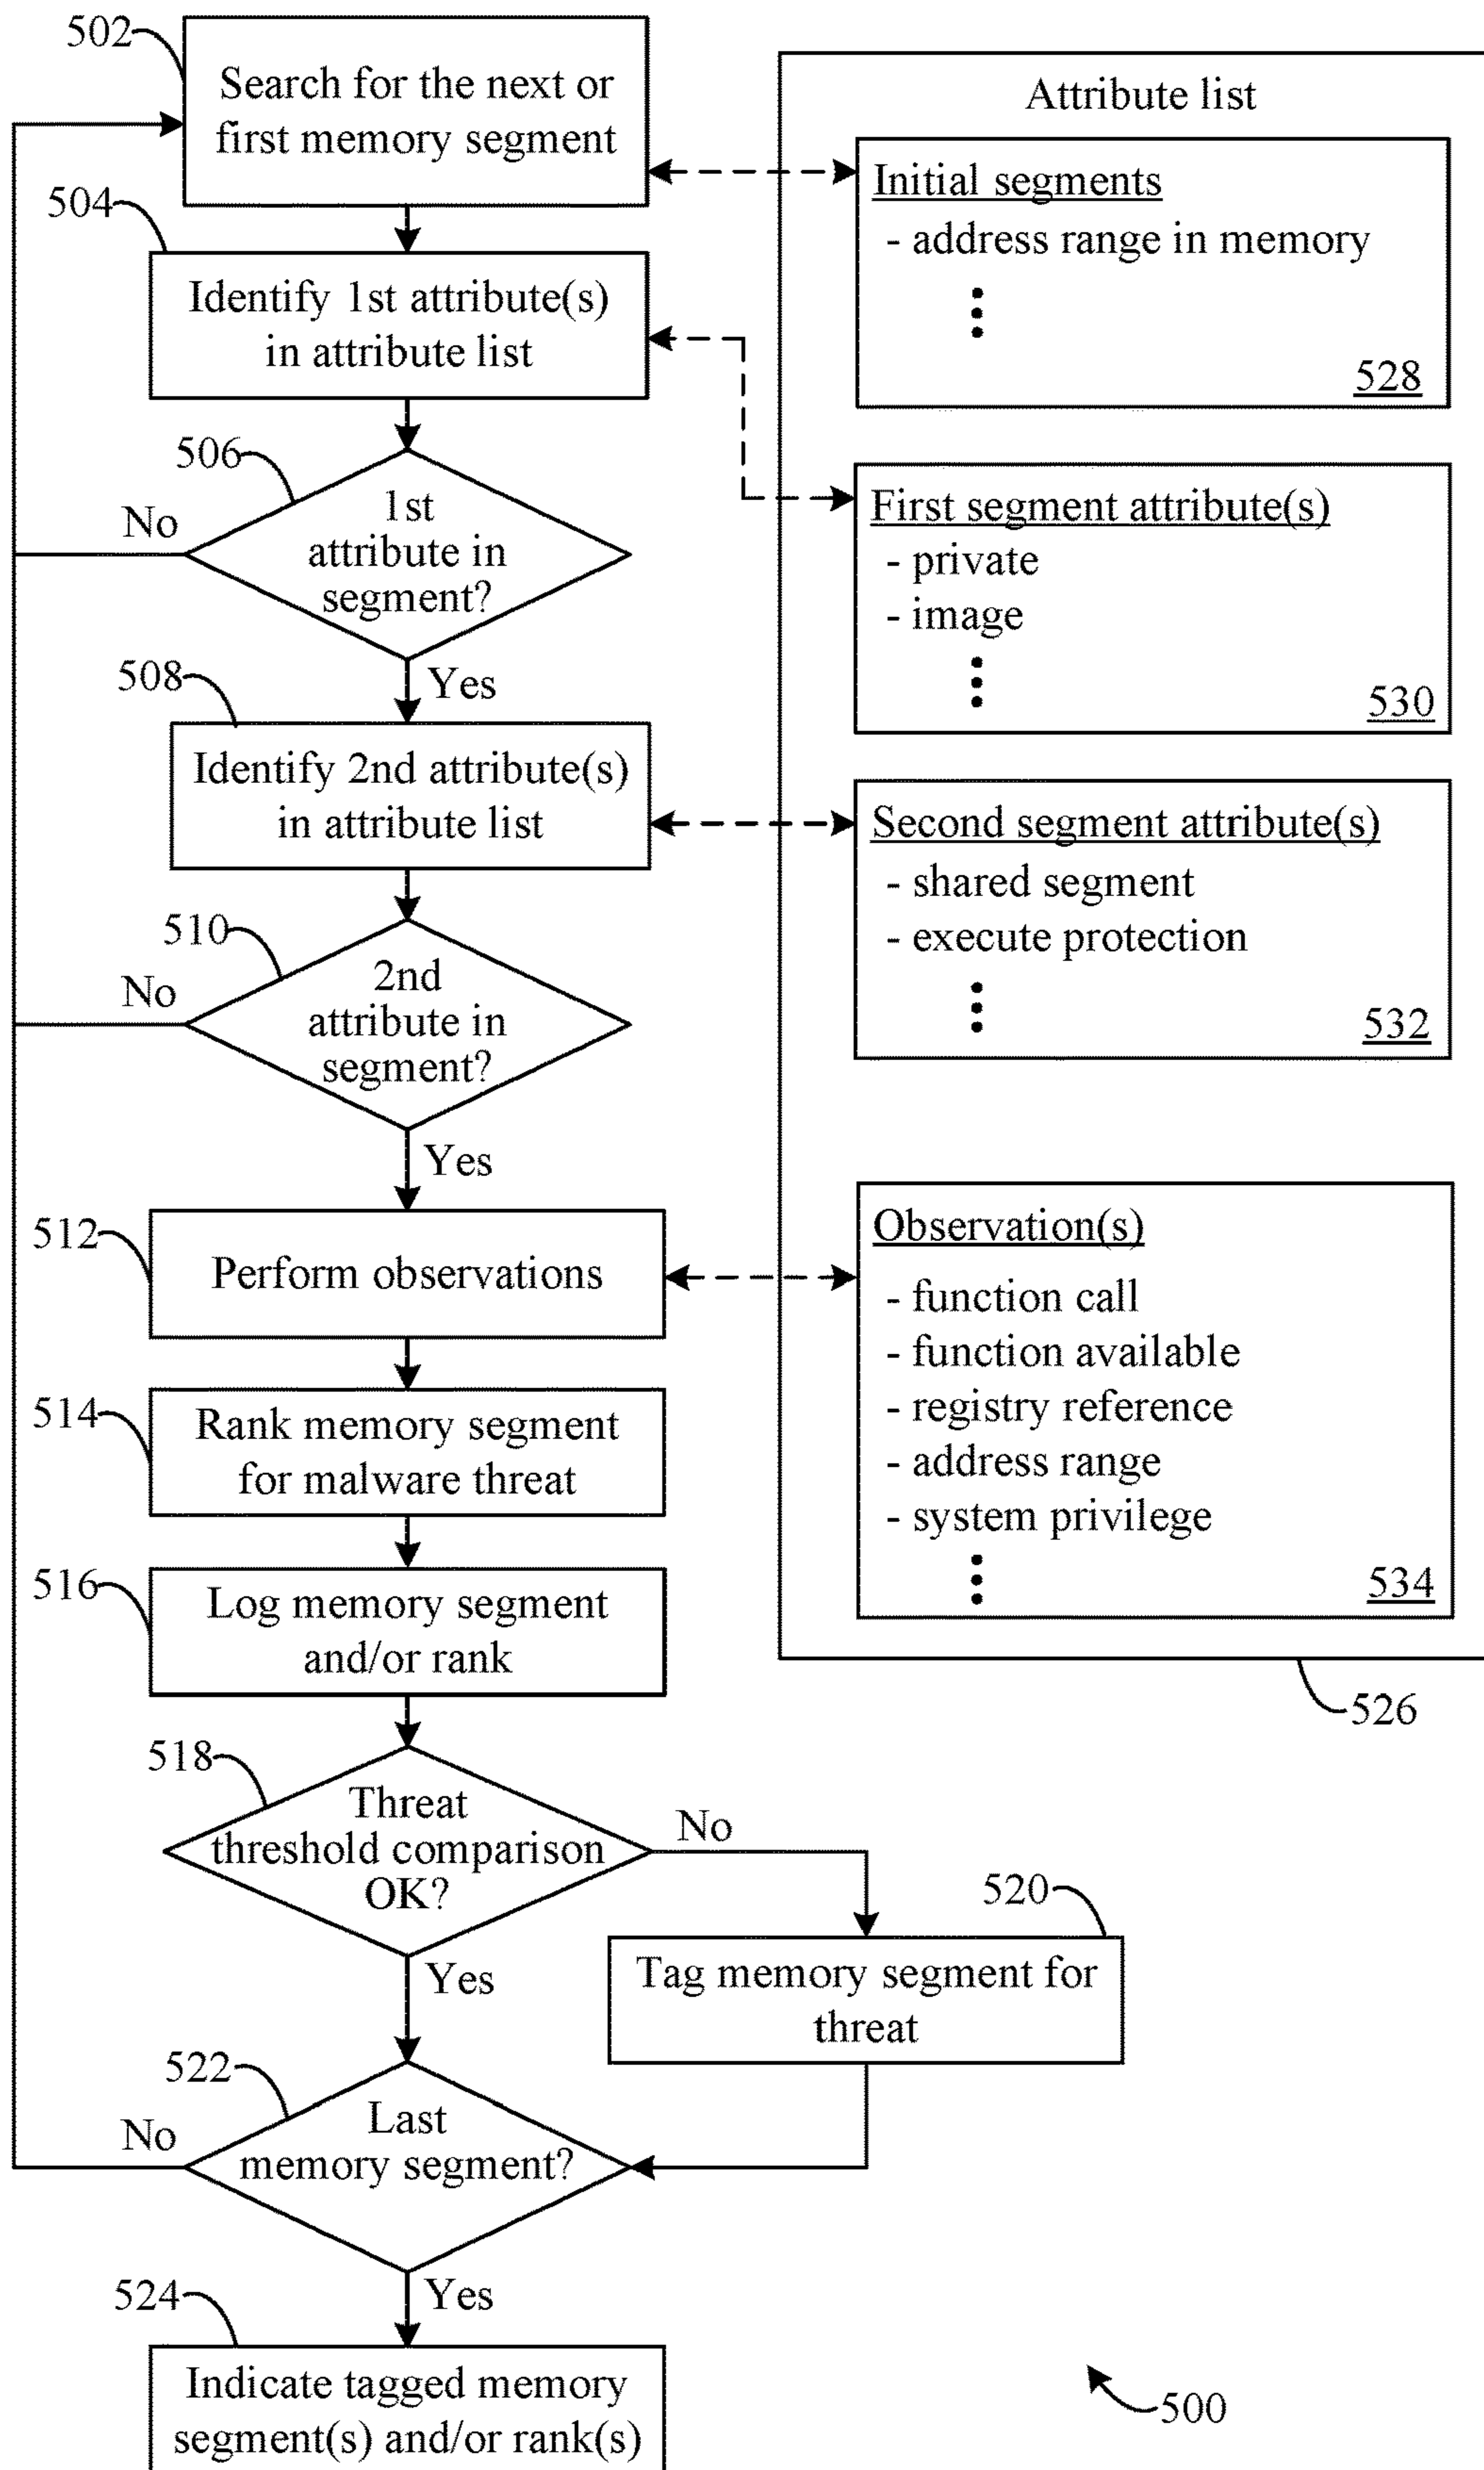 502
Search for the next or
first memory segment
504
Identify 1st attribute(s)
in attribute list
506
1st
attribute in
segment?
No
Yes
508
Identify 2nd attribute(s)
in attribute list
510
2nd
attribute in
segment?
No
Yes
512
Perform observations
514
Rank memory segment
for malware threat
516
Log memory segment
and/or rank
518
Threat
threshold comparison
OK?
No
Yes
520
Tag memory segment for
threat
522
Last
memory segment?
No
Yes
524
Indicate tagged memory
segment(s) and/or rank(s)
Attribute list
Initial segments
- address range in memory
528
First segment attribute(s)
- private
- image
530
Second segment attribute(s)
- shared segment
- execute protection
532
Observation(s)
- function call
- function available
- registry reference
- address range
- system privilege
534
526
500